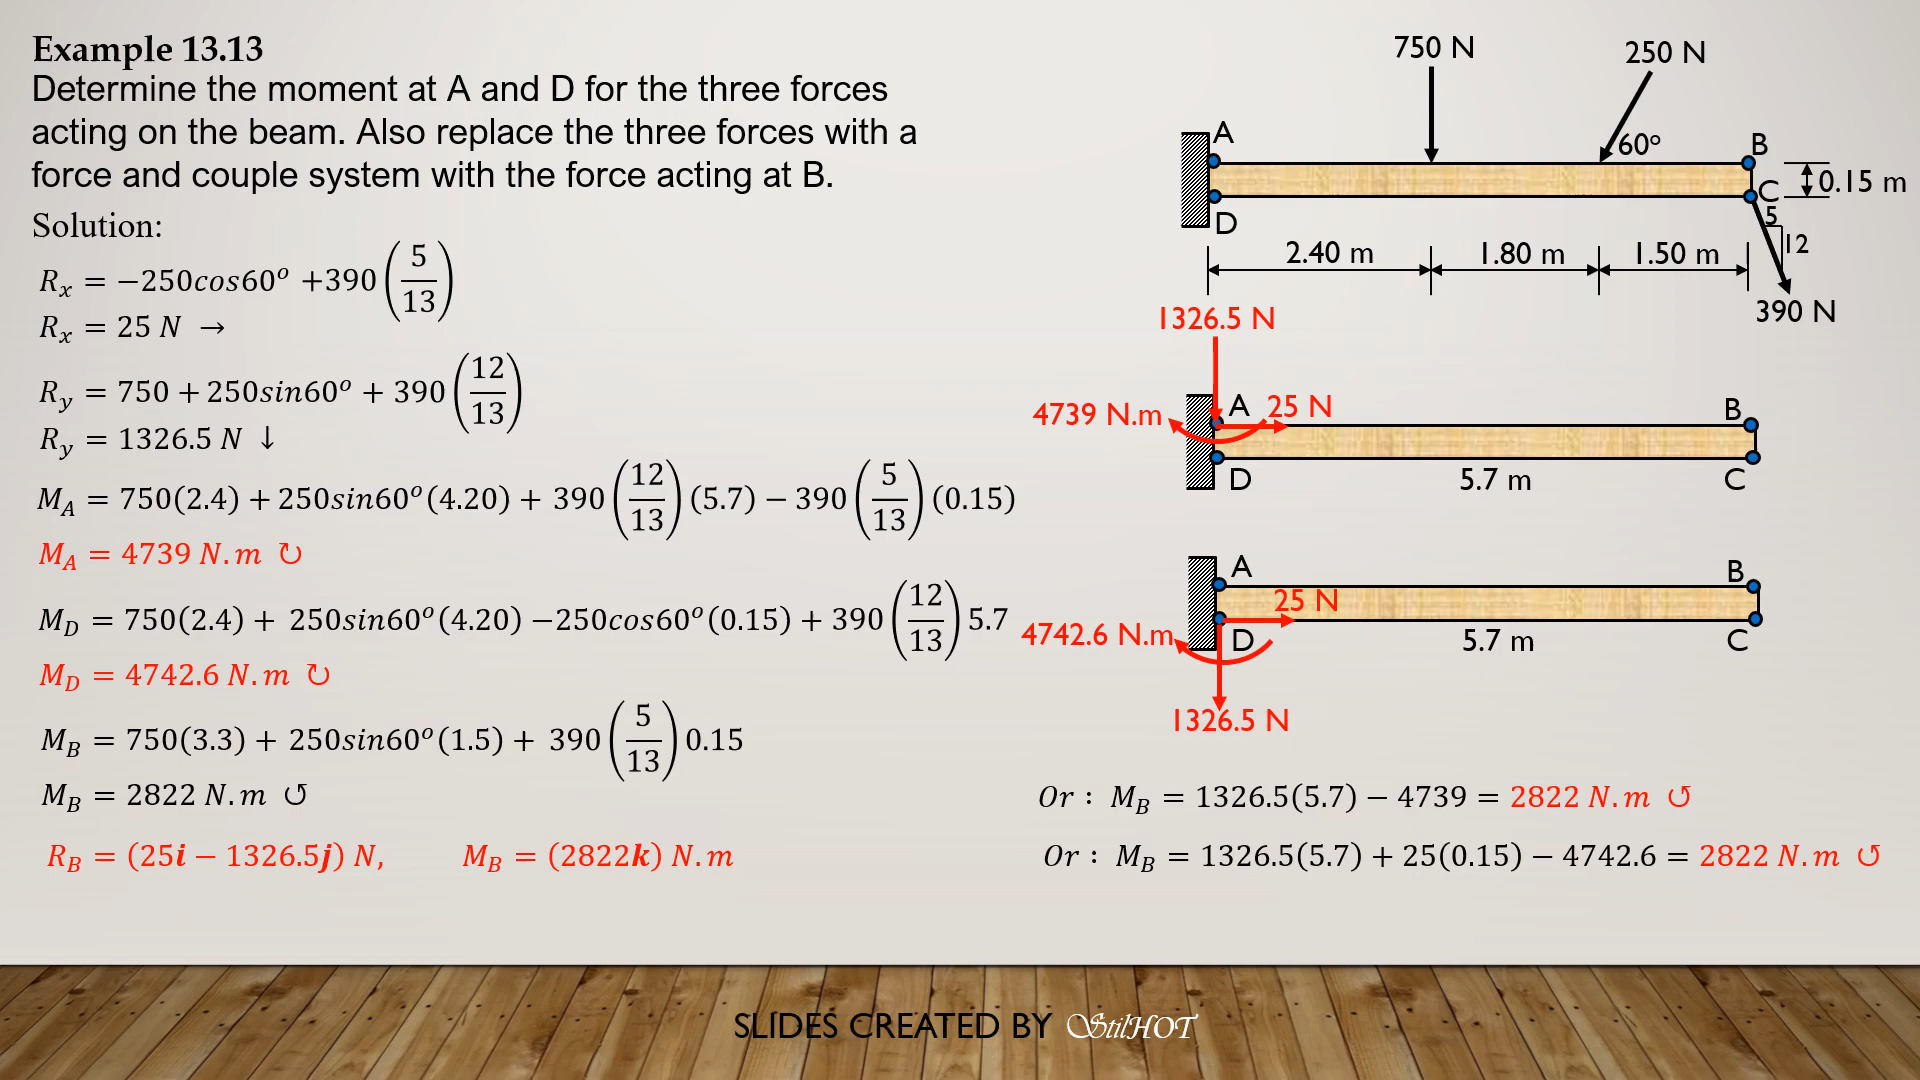 Example 13.13
Determine the moment at A and D for the three forces
acting on the beam. Also replace the three forces with a
force and couple system with the force acting at B.
Solution:
R_x = −250cos60° +390(5/13)
R_x = 25 N →
R_y = 750 + 250sin60° + 390(12/13)
R_y = 1326.5 N ↓
M_A = 750(2.4) + 250sin60°(4.20) + 390(12/13)(5.7) − 390(5/13)(0.15)
M_A = 4739 N.m ↻
M_D = 750(2.4) + 250sin60°(4.20) −250cos60°(0.15) + 390(12/13)5.7
M_D = 4742.6 N.m ↻
M_B = 750(3.3) + 250sin60°(1.5) + 390(5/13)0.15
M_B = 2822 N.m ↺
R_B = (25i − 1326.5j) N, M_B = (2822k) N.m
750 N
250 N
A
60°
B
0.15 m
C
D
5
12
2.40 m
1.80 m
1.50 m
390 N
1326.5 N
4739 N.m
A
25 N
B
D
5.7 m
C
A
B
25 N
4742.6 N.m
D
5.7 m
C
1326.5 N
Or : M_B = 1326.5(5.7) − 4739 = 2822 N.m ↺
Or : M_B = 1326.5(5.7) + 25(0.15) − 4742.6 = 2822 N.m ↺
SLIDES CREATED BY StilHOT